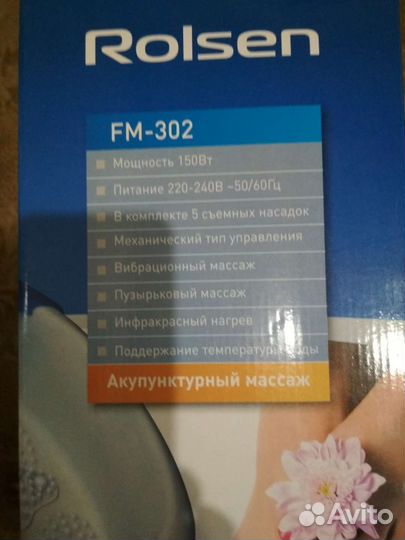 Rolsen
FM-302
Мощность 150Вт
Питание 220-240В ~50/60Гц
В комплекте 5 съемных насадок
Механический тип управления
Вибрационный массаж
Пузырьковый массаж
Инфракрасный нагрев
Поддержание температуры воды
Акупунктурный массаж
Avito